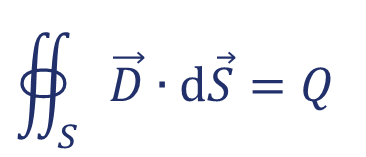 ∯_S D⃗ · dS⃗ = Q